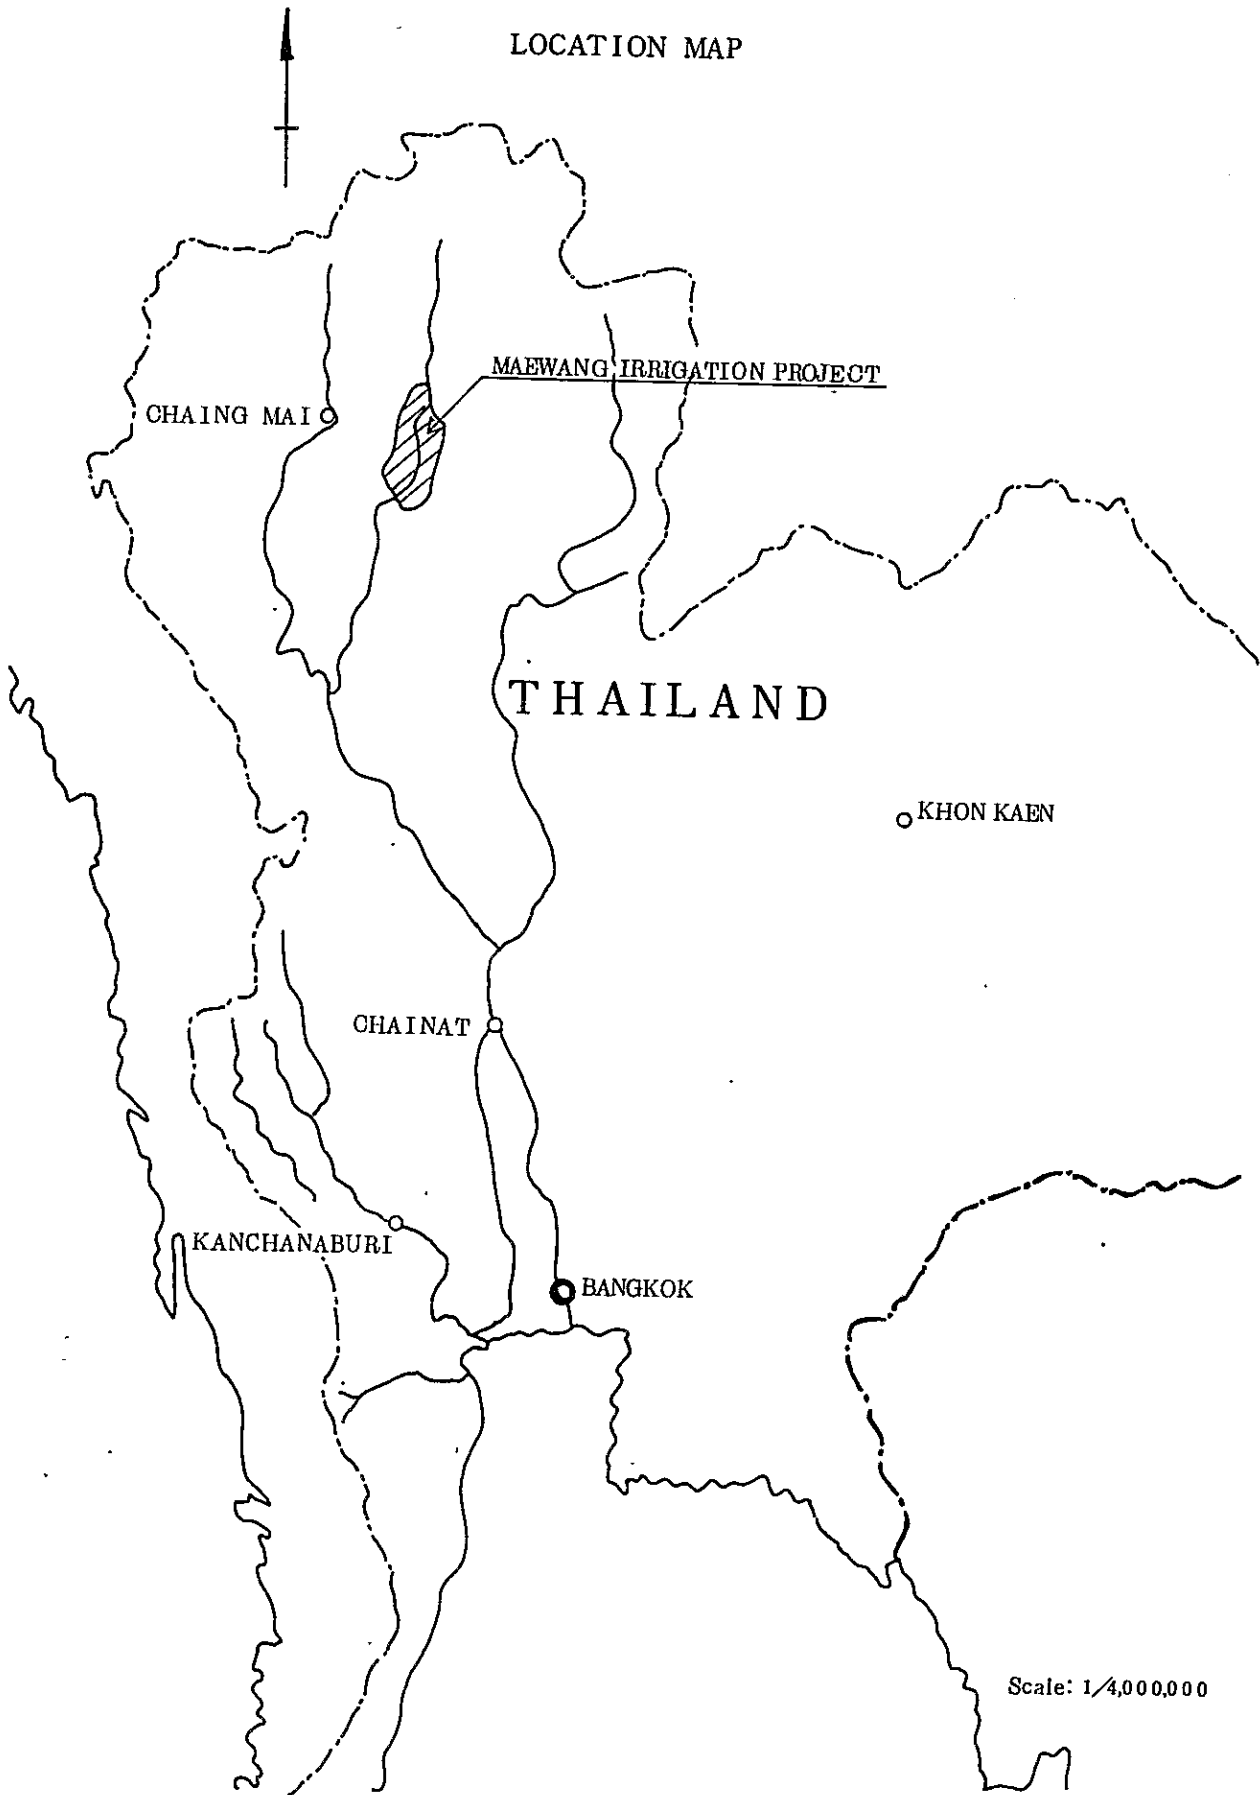 LOCATION MAP
MAEWANG IRRIGATION PROJECT
CHAING MAI
THAILAND
KHON KAEN
CHAINAT
KANCHANABURI
BANGKOK
Scale: 1/4,000,000